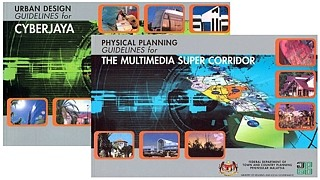 URBAN DESIGN
GUIDELINES for
CYBERJAYA
PHYSICAL PLANNING
GUIDELINES for
THE MULTIMEDIA SUPER CORRIDOR
FEDERAL DEPARTMENT OF
TOWN AND COUNTRY PLANNING
PENINSULAR MALAYSIA